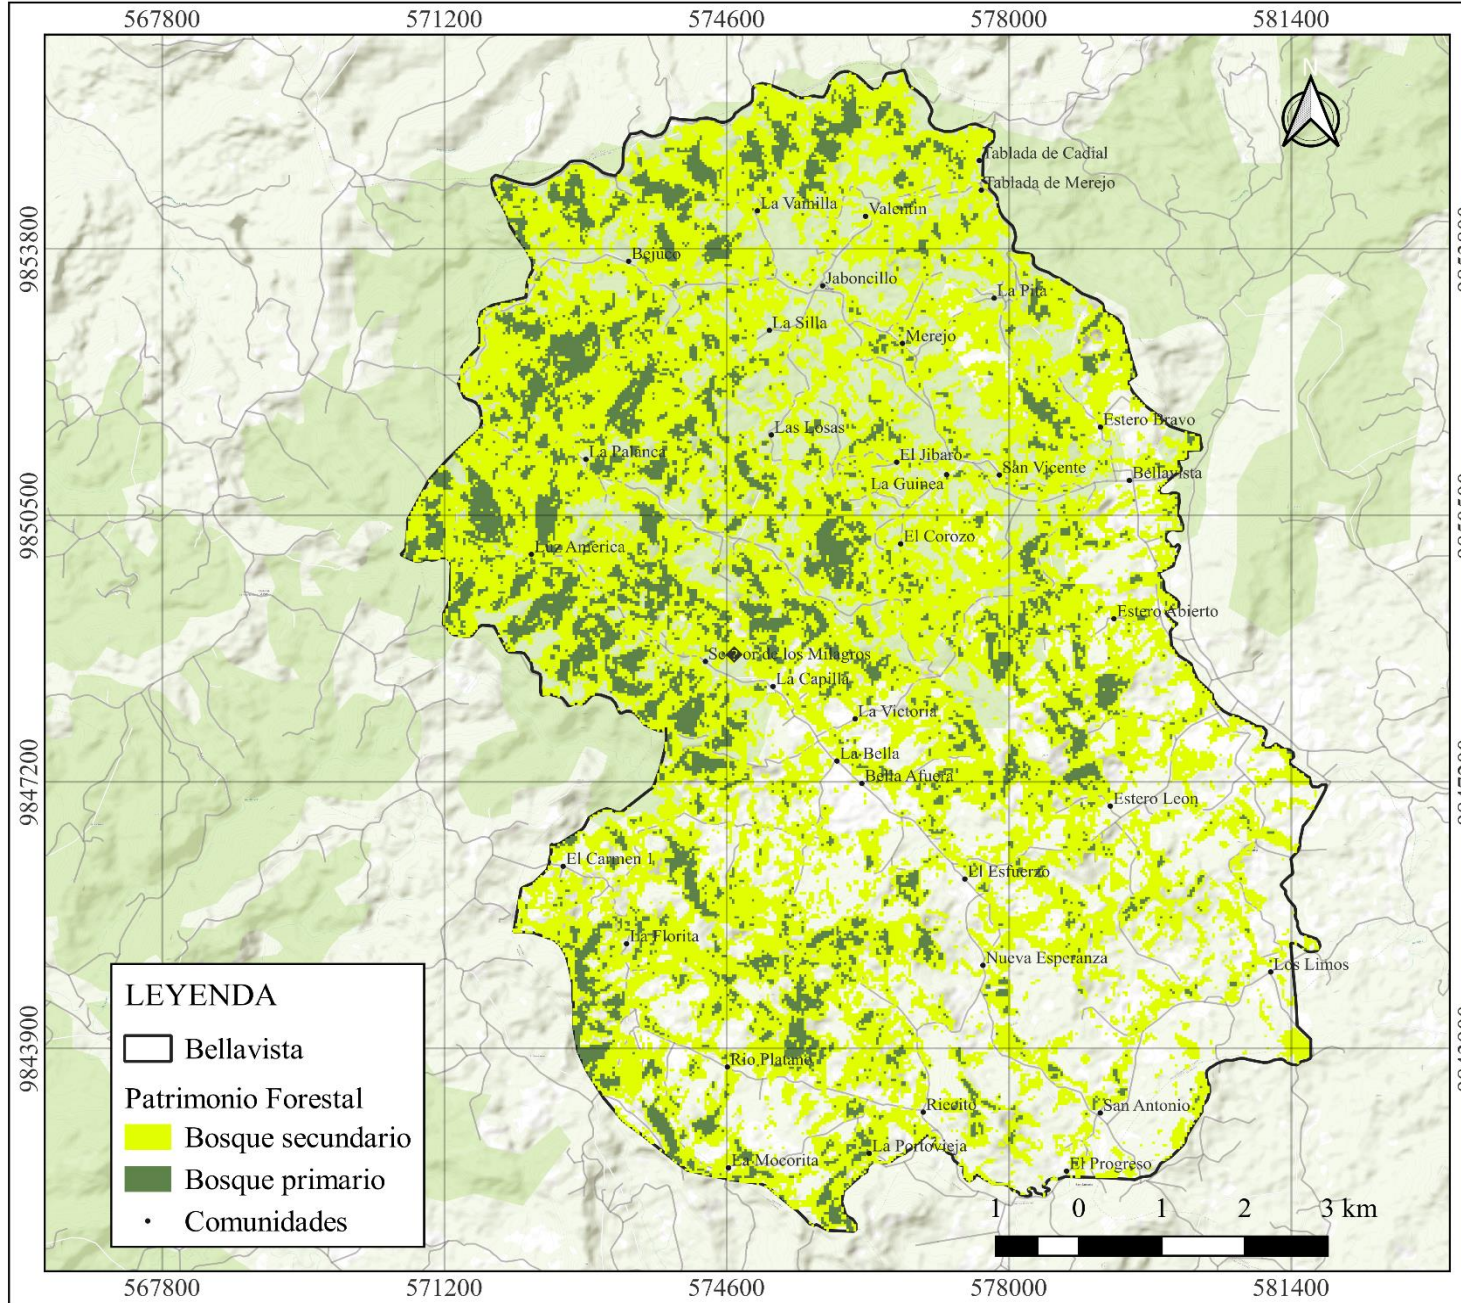 567800 571200 574600 578000 581400
N
Tablada de Cadial
Tablada de Merejo
La Vamilla
Valentin
9853800
Bejuco
Jaboncillo
La Pita
La Silla
Merejo
Estero Bravo
Las Losas
La Palanca
El Jibaro
San Vicente
La Guinea
Bellavista
9850500
El Corozo
Luz America
Estero Abierto
Se�or de los Milagros
La Capilla
La Victoria
La Bella
Bella Afuera
9847200
Estero Leon
El Carmen 1
El Esfuerzo
La Florita
Nueva Esperanza
Los Limos
9843900
Rio Platano
Riecito
San Antonio
La Portovieja
La Mocorita
El Progreso
LEYENDA
Bellavista
Patrimonio Forestal
Bosque secundario
Bosque primario
Comunidades
1 0 1 2 3 km
567800 571200 574600 578000 581400